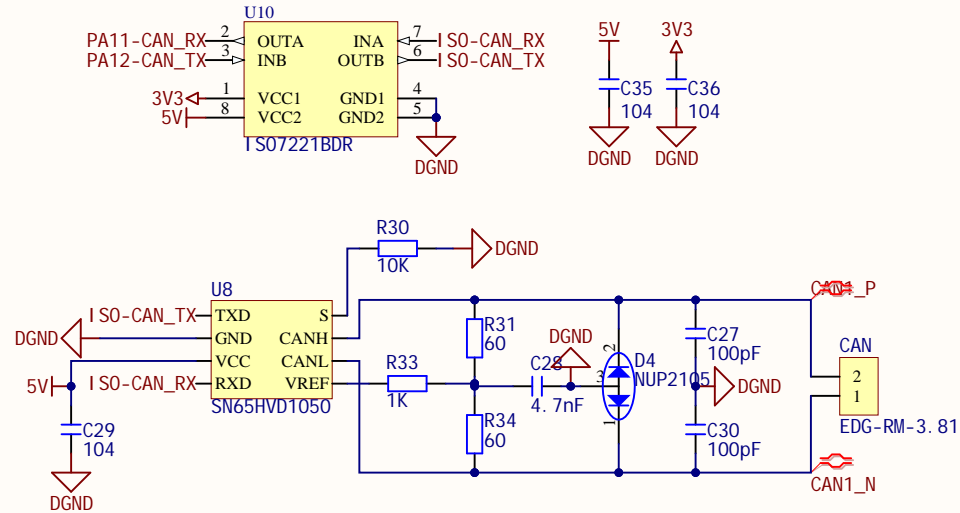 U10
PA11-CAN_RX 2 OUTA INA 7 ISO-CAN_RX
PA12-CAN_TX 3 INB OUTB 6 ISO-CAN_TX
3V3 1 VCC1 GND1 4
5V 8 VCC2 GND2 5
ISO7221BDR
DGND
5V 3V3
C35 C36
104 104
DGND DGND
R30
10K
DGND
U8
ISO-CAN_TX TXD S
DGND GND CANH
VCC CANL
5V ISO-CAN_RX RXD VREF
SN65HVD1050
C29
104
DGND
R33
1K
R31
60
R34
60
C28
4.7nF
DGND
2
3
1
D4
NUP2105
C27
100pF
DGND
C30
100pF
CAN1_P
CAN
2
1
EDG-RM-3.81
CAN1_N